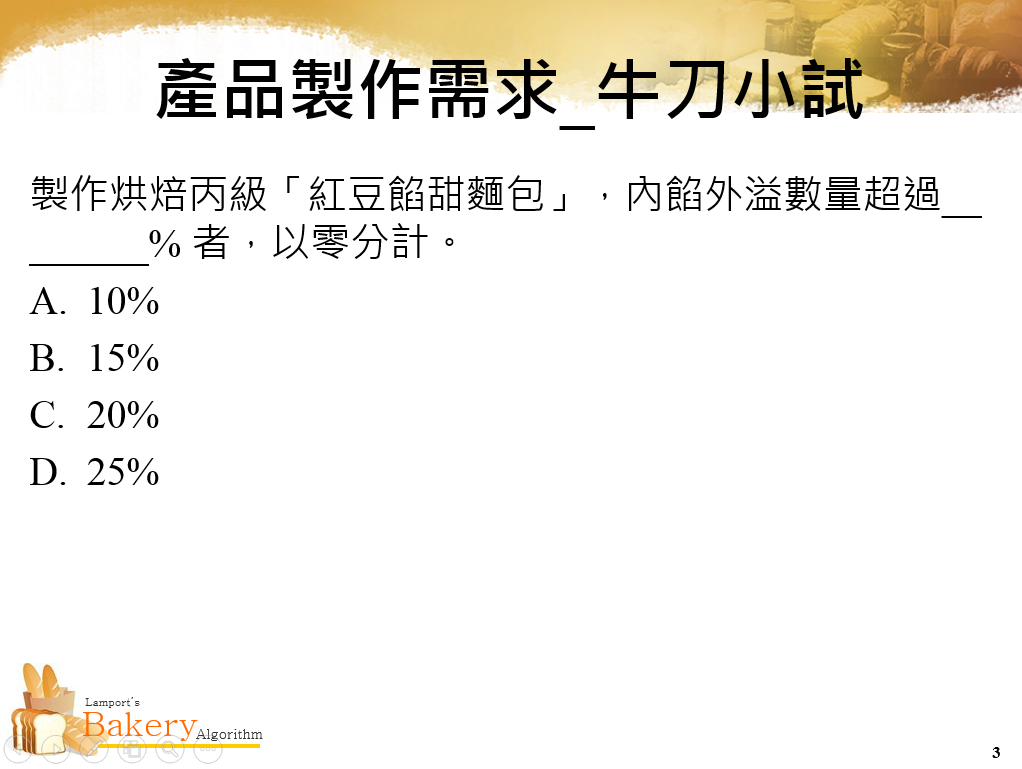 產品製作需求_牛刀小試
製作烘焙丙級「紅豆餡甜麵包」，內餡外溢數量超過__
______% 者，以零分計。
A. 10%
B. 15%
C. 20%
D. 25%
Lamport's
Bakery Algorithm
3